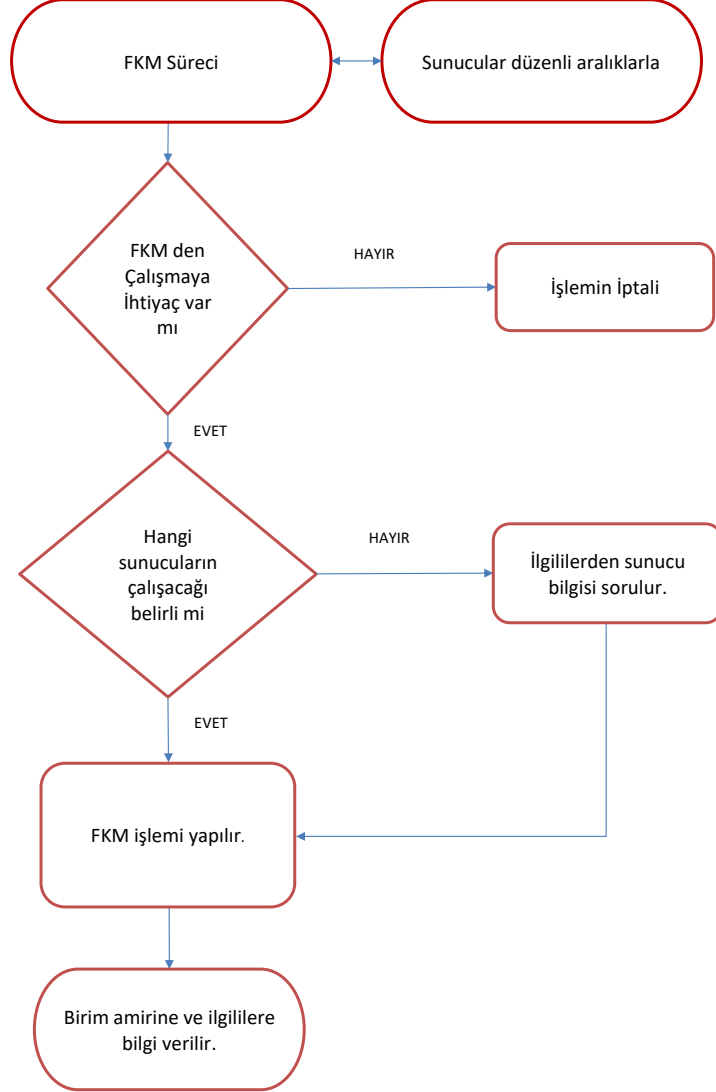 FKM Süreci
Sunucular düzenli aralıklarla
FKM den
Çalışmaya
İhtiyaç var
mı
HAYIR
İşlemin İptali
EVET
Hangi
sunucuların
çalışacağı
belirli mi
HAYIR
İlgililerden sunucu
bilgisi sorulur.
EVET
FKM işlemi yapılır.
Birim amirine ve ilgililere
bilgi verilir.